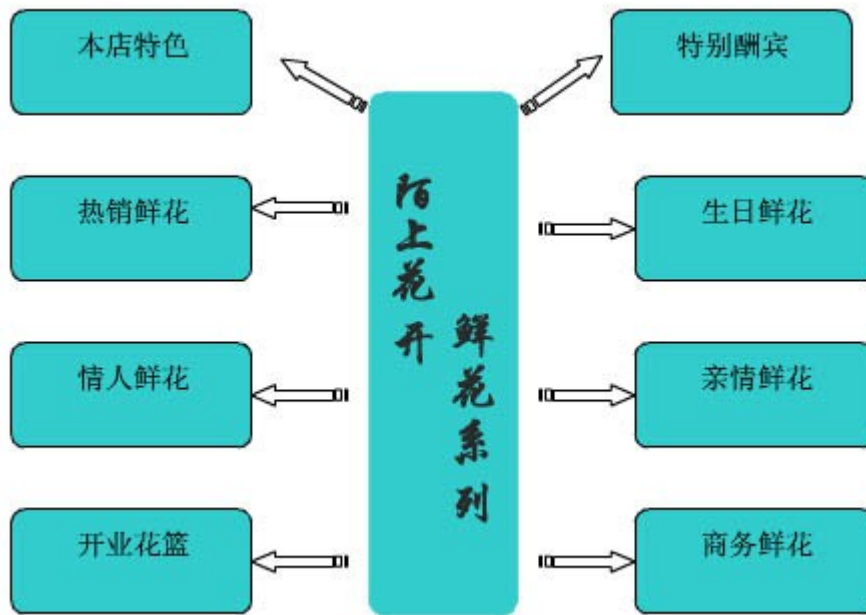 本店特色
特别酬宾
陌上花开
鲜花系列
热销鲜花
生日鲜花
情人鲜花
亲情鲜花
开业花篮
商务鲜花